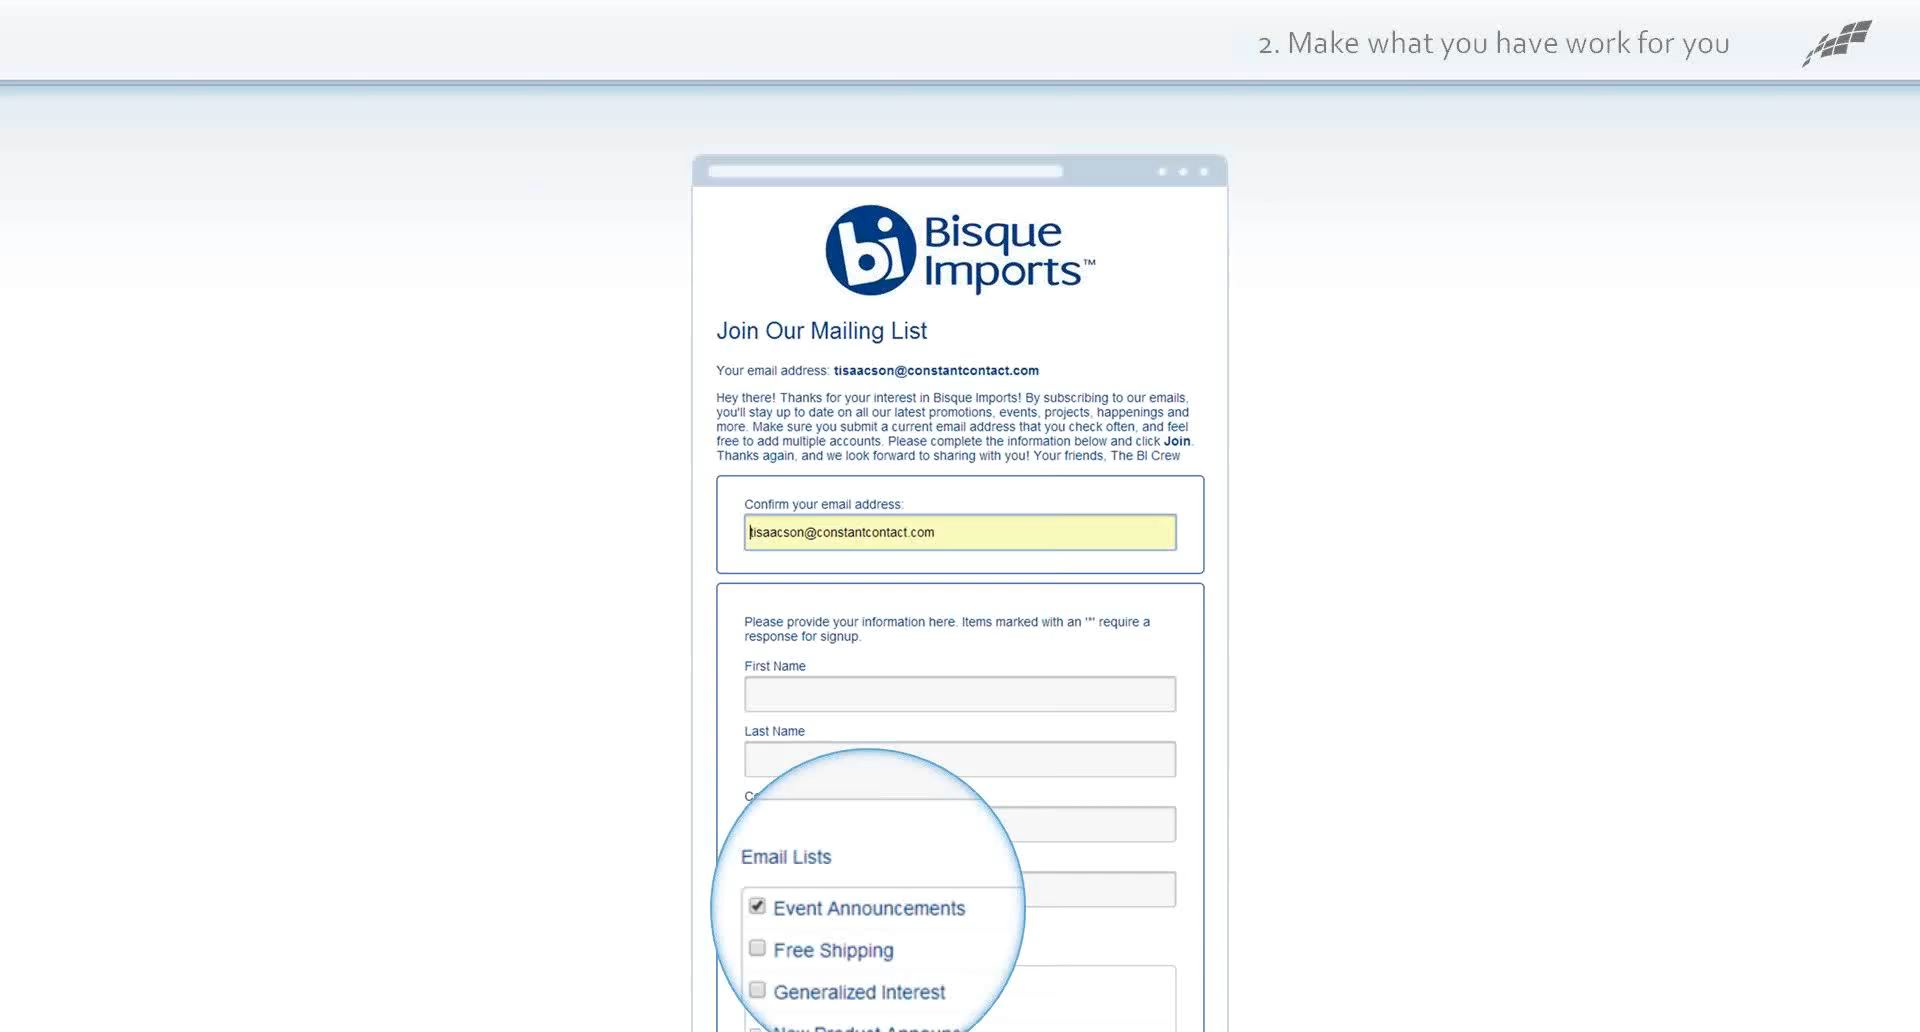 2. Make what you have work for you
bi Bisque
Imports™
Join Our Mailing List
Your email address: tisaacson@constantcontact.com
Hey there! Thanks for your interest in Bisque Imports! By subscribing to our emails,
you'll stay up to date on all our latest promotions, events, projects, happenings and
more. Make sure you submit a current email address that you check often, and feel
free to add multiple accounts. Please complete the information below and click Join.
Thanks again, and we look forward to sharing with you! Your friends, The BI Crew
Confirm your email address:
tisaacson@constantcontact.com
Please provide your information here. Items marked with an '*' require a
response for signup.
First Name
Last Name
Email Lists
Event Announcements
Free Shipping
Generalized Interest
New Product